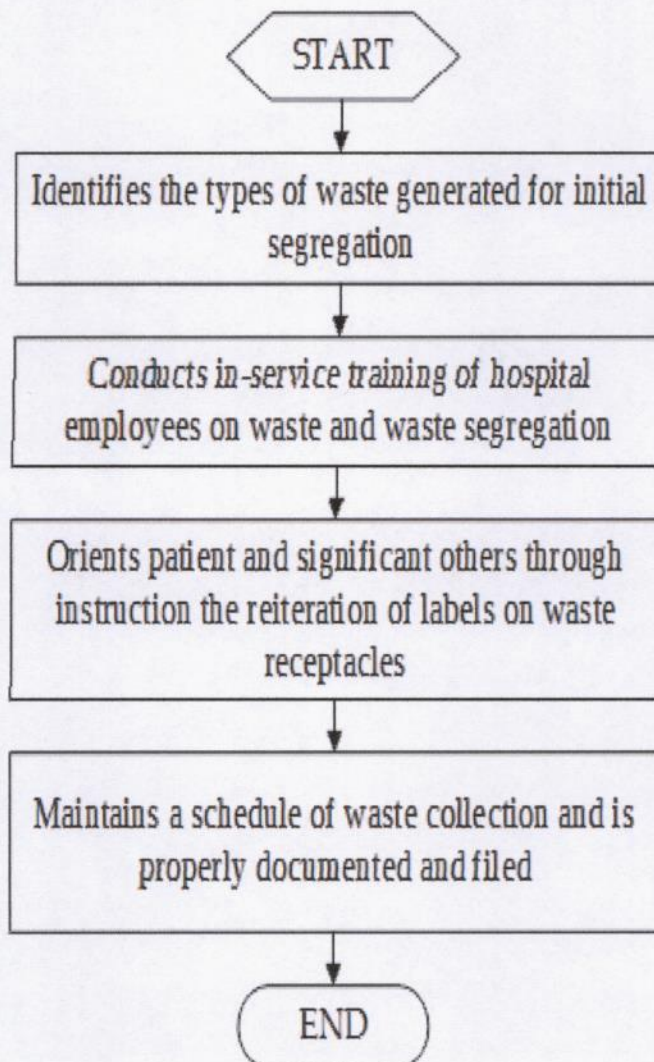 START
Identifies the types of waste generated for initial
segregation
Conducts in-service training of hospital
employees on waste and waste segregation
Orients patient and significant others through
instruction the reiteration of labels on waste
receptacles
Maintains a schedule of waste collection and is
properly documented and filed
END